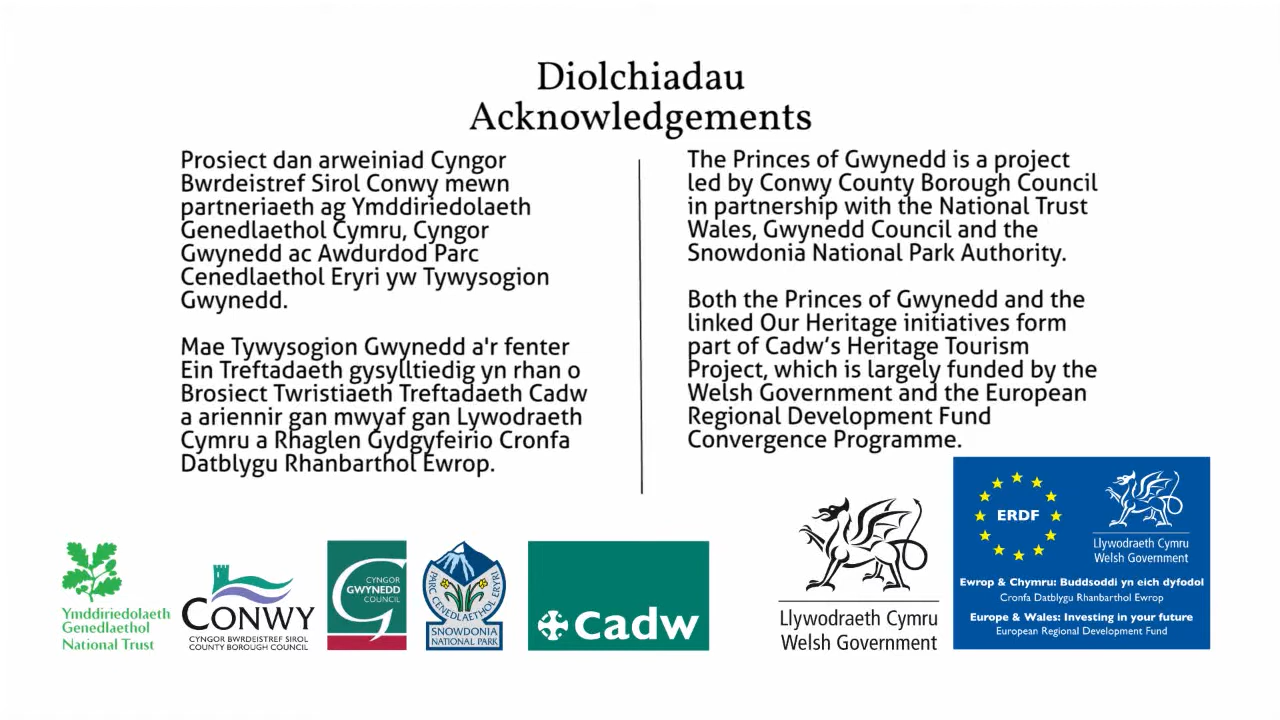 Diolchiadau
Acknowledgements
Prosiect dan arweiniad Cyngor
Bwrdeistref Sirol Conwy mewn
partneriaeth ag Ymddiriedolaeth
Genedlaethol Cymru, Cyngor
Gwynedd ac Awdurdod Parc
Cenedlaethol Eryri yw Tywysogion
Gwynedd.
Mae Tywysogion Gwynedd a'r fenter
Ein Treftadaeth gysylltiedig yn rhan o
Brosiect Twristiaeth Treftadaeth Cadw
a ariennir gan mwyaf gan Lywodraeth
Cymru a Rhaglen Gydgyfeirio Cronfa
Datblygu Rhanbarthol Ewrop.
The Princes of Gwynedd is a project
led by Conwy County Borough Council
in partnership with the National Trust
Wales, Gwynedd Council and the
Snowdonia National Park Authority.
Both the Princes of Gwynedd and the
linked Our Heritage initiatives form
part of Cadw’s Heritage Tourism
Project, which is largely funded by the
Welsh Government and the European
Regional Development Fund
Convergence Programme.
Ymddiriedolaeth
Genedlaethol
National Trust
CONWY
CYNGOR BWRDEISTREF SIROL
COUNTY BOROUGH COUNCIL
CYNGOR
GWYNEDD
COUNCIL
PARC CENEDLAETHOL ERYRI
SNOWDONIA
NATIONAL PARK
Cadw
Llywodraeth Cymru
Welsh Government
ERDF
Llywodraeth Cymru
Welsh Government
Ewrop & Chymru: Buddsoddi yn eich dyfodol
Cronfa Datblygu Rhanbarthol Ewrop
Europe & Wales: Investing in your future
European Regional Development Fund